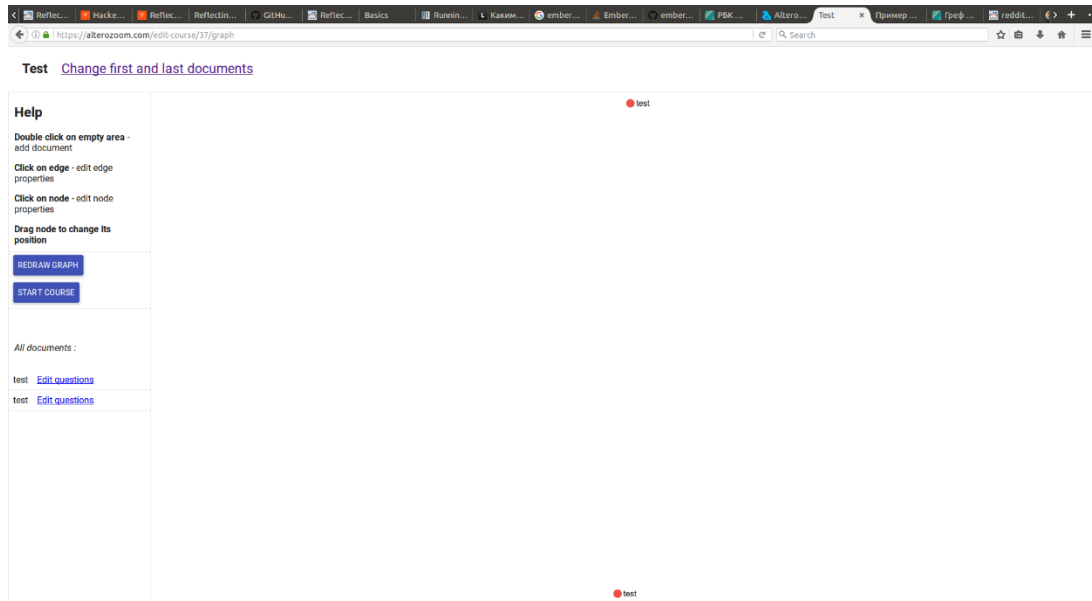 Reflec... Hacke... Reflec... Reflectin... GitHu... Reflec... Basics Runnin... Каким... ember... Ember... ember... РБК ... Altero... Test Пример ... Греф ... reddit...
https://alterozoom.com/edit-course/37/graph Search
Test Change first and last documents
test
Help
Double click on empty area -
add document
Click on edge - edit edge
properties
Click on node - edit node
properties
Drag node to change its
position
REDRAW GRAPH
START COURSE
All documents :
test Edit questions
test Edit questions
test